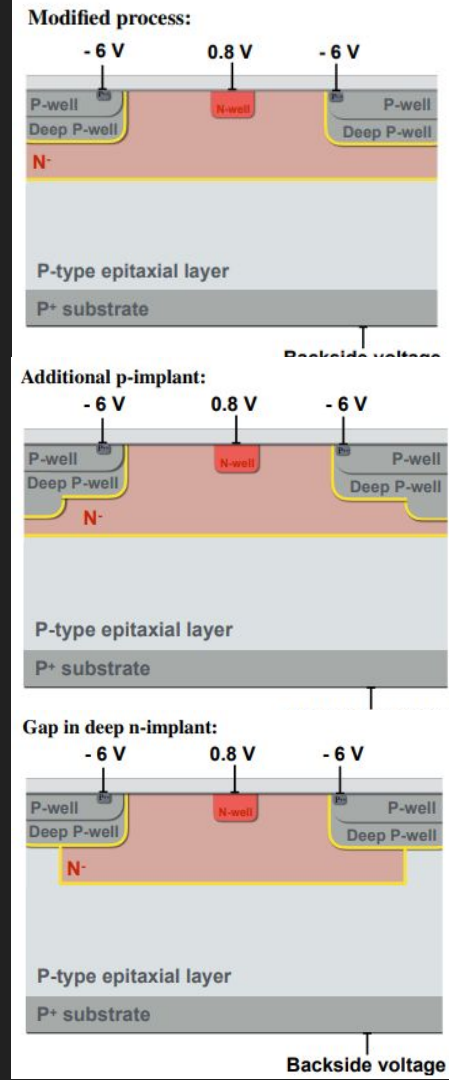 Modified process:
- 6 V 0.8 V - 6 V
P-well N-well P-well
Deep P-well Deep P-well
N-
P-type epitaxial layer
P+ substrate
Backside voltage
Additional p-implant:
- 6 V 0.8 V - 6 V
P-well N-well P-well
Deep P-well Deep P-well
N-
P-type epitaxial layer
P+ substrate
Gap in deep n-implant:
- 6 V 0.8 V - 6 V
P-well N-well P-well
Deep P-well Deep P-well
N-
P-type epitaxial layer
P+ substrate
Backside voltage